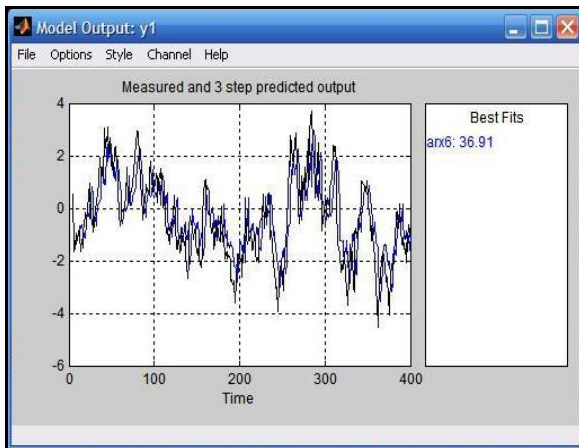 Model Output: y1
File Options Style Channel Help
Measured and 3 step predicted output
Best Fits
arx6: 36.91
4
2
0
-2
-4
-6
0 100 200 300 400
Time